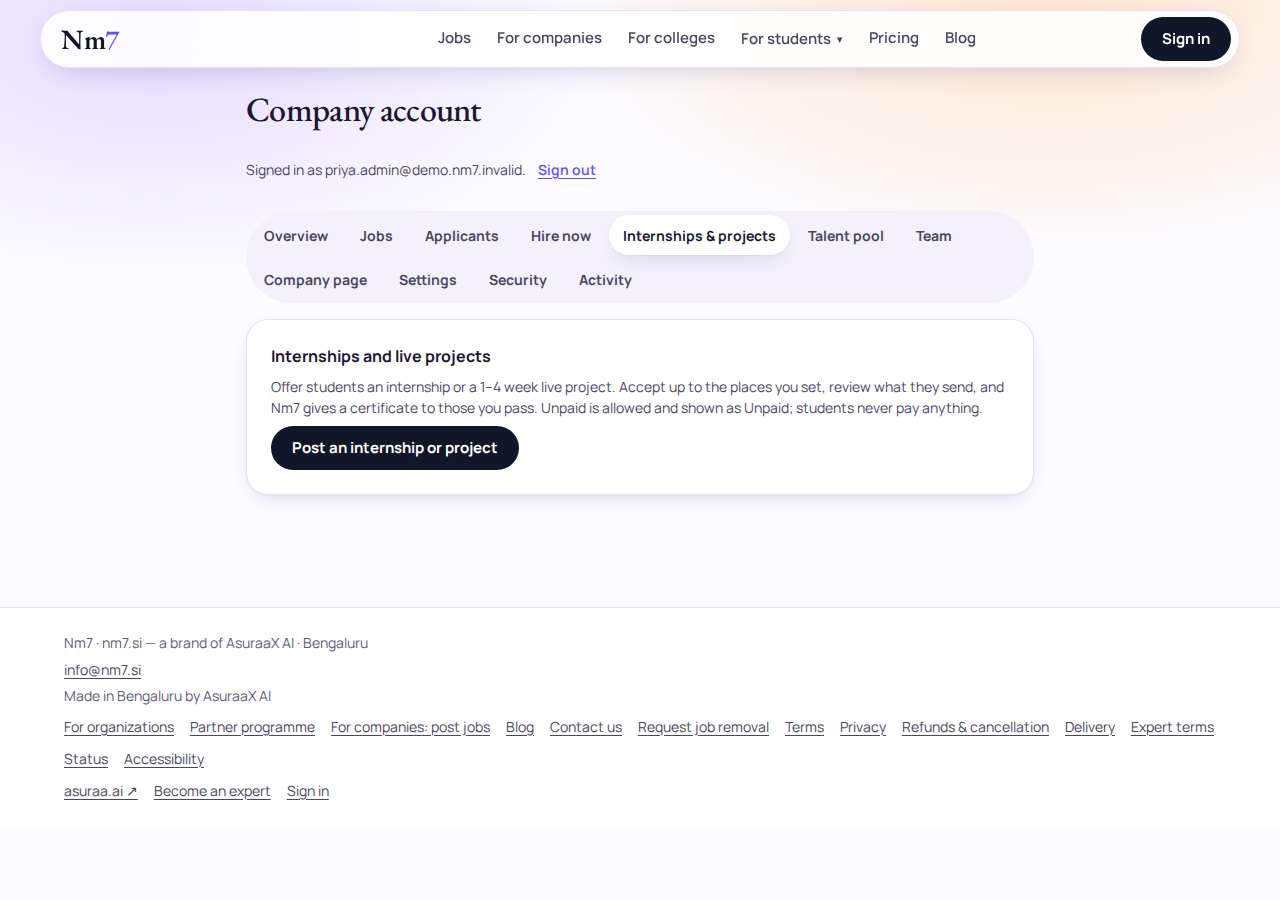 Nm7
Jobs
For companies
For colleges
For students ▾
Pricing
Blog
Sign in
Company account
Signed in as priya.admin@demo.nm7.invalid. Sign out
Overview Jobs Applicants Hire now Internships & projects Talent pool Team
Company page Settings Security Activity
Internships and live projects
Offer students an internship or a 1–4 week live project. Accept up to the places you set, review what they send, and
Nm7 gives a certificate to those you pass. Unpaid is allowed and shown as Unpaid; students never pay anything.
Post an internship or project
Nm7 · nm7.si — a brand of AsuraaX AI · Bengaluru
info@nm7.si
Made in Bengaluru by AsuraaX AI
For organizations Partner programme For companies: post jobs Blog Contact us Request job removal Terms Privacy Refunds & cancellation Delivery Expert terms
Status Accessibility
asuraa.ai ↗ Become an expert Sign in